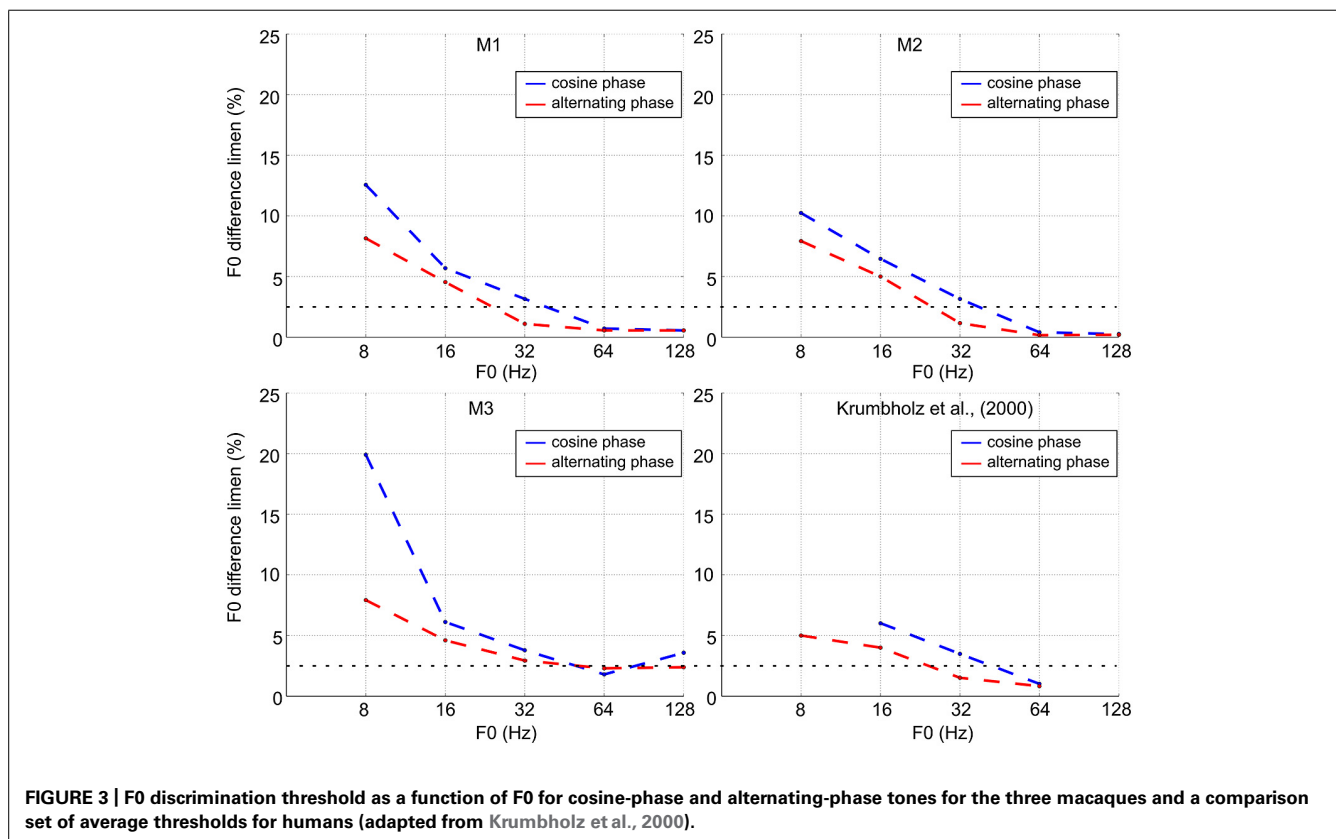 M1
25
20
15
10
5
0
F0 difference limen (%)
cosine phase
alternating phase
8 16 32 64 128
F0 (Hz)
M2
25
20
15
10
5
0
cosine phase
alternating phase
8 16 32 64 128
F0 (Hz)
M3
25
20
15
10
5
0
F0 difference limen (%)
cosine phase
alternating phase
8 16 32 64 128
F0 (Hz)
Krumbholz et al., (2000)
25
20
15
10
5
0
cosine phase
alternating phase
8 16 32 64 128
F0 (Hz)
FIGURE 3 | F0 discrimination threshold as a function of F0 for cosine-phase and alternating-phase tones for the three macaques and a comparison
set of average thresholds for humans (adapted from Krumbholz et al., 2000).